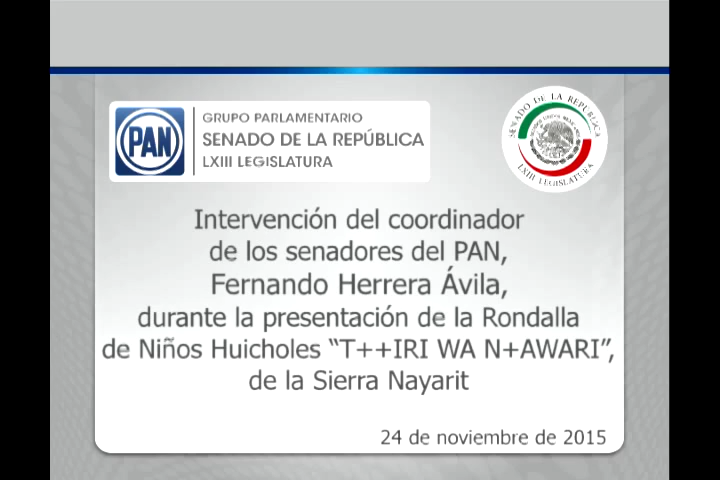 PAN
GRUPO PARLAMENTARIO
SENADO DE LA REPÚBLICA
LXIII LEGISLATURA
SENADO DE LA REPÚBLICA
LXIII LEGISLATURA
Intervención del coordinador
de los senadores del PAN,
Fernando Herrera Ávila,
durante la presentación de la Rondalla
de Niños Huicholes “T++IRI WA N+AWARI”,
de la Sierra Nayarit
24 de noviembre de 2015